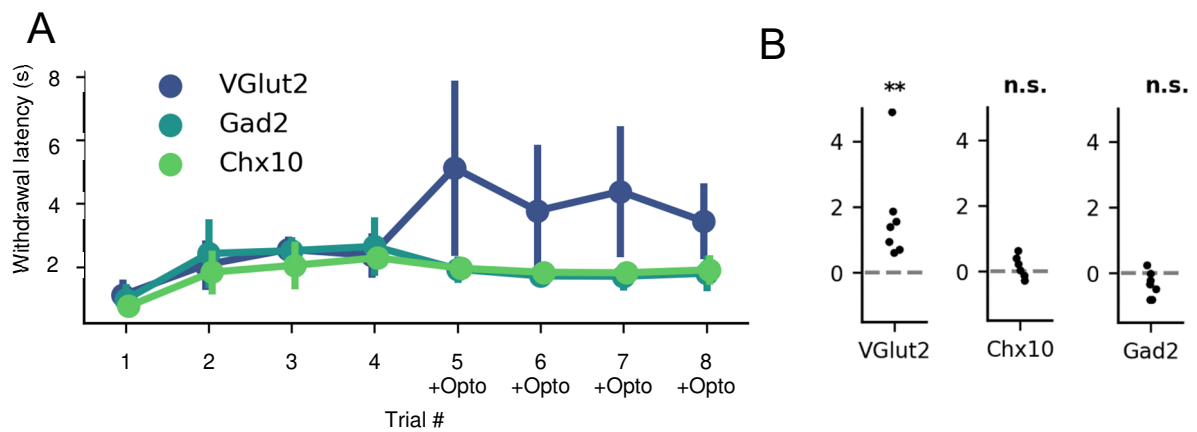 A
Withdrawal latency (s)
8
6
4
2
VGlut2
Gad2
Chx10
1 2 3 4 5 6 7 8
+Opto +Opto +Opto +Opto
Trial #
B
**
4
2
0
VGlut2
n.s.
4
2
0
Chx10
n.s.
4
2
0
Gad2